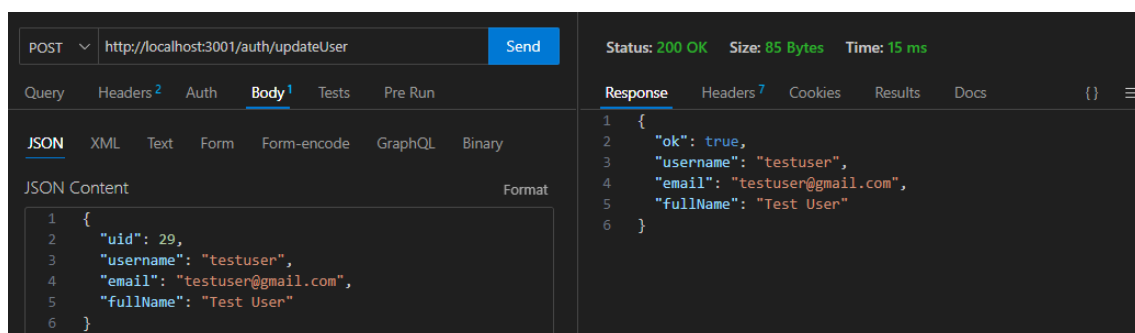 POST http://localhost:3001/auth/updateUser Send
Query Headers 2 Auth Body 1 Tests Pre Run
JSON XML Text Form Form-encode GraphQL Binary
JSON Content Format
1 {
2 "uid": 29,
3 "username": "testuser",
4 "email": "testuser@gmail.com",
5 "fullName": "Test User"
6 }
Status: 200 OK Size: 85 Bytes Time: 15 ms
Response Headers 7 Cookies Results Docs {}
1 {
2 "ok": true,
3 "username": "testuser",
4 "email": "testuser@gmail.com",
5 "fullName": "Test User"
6 }